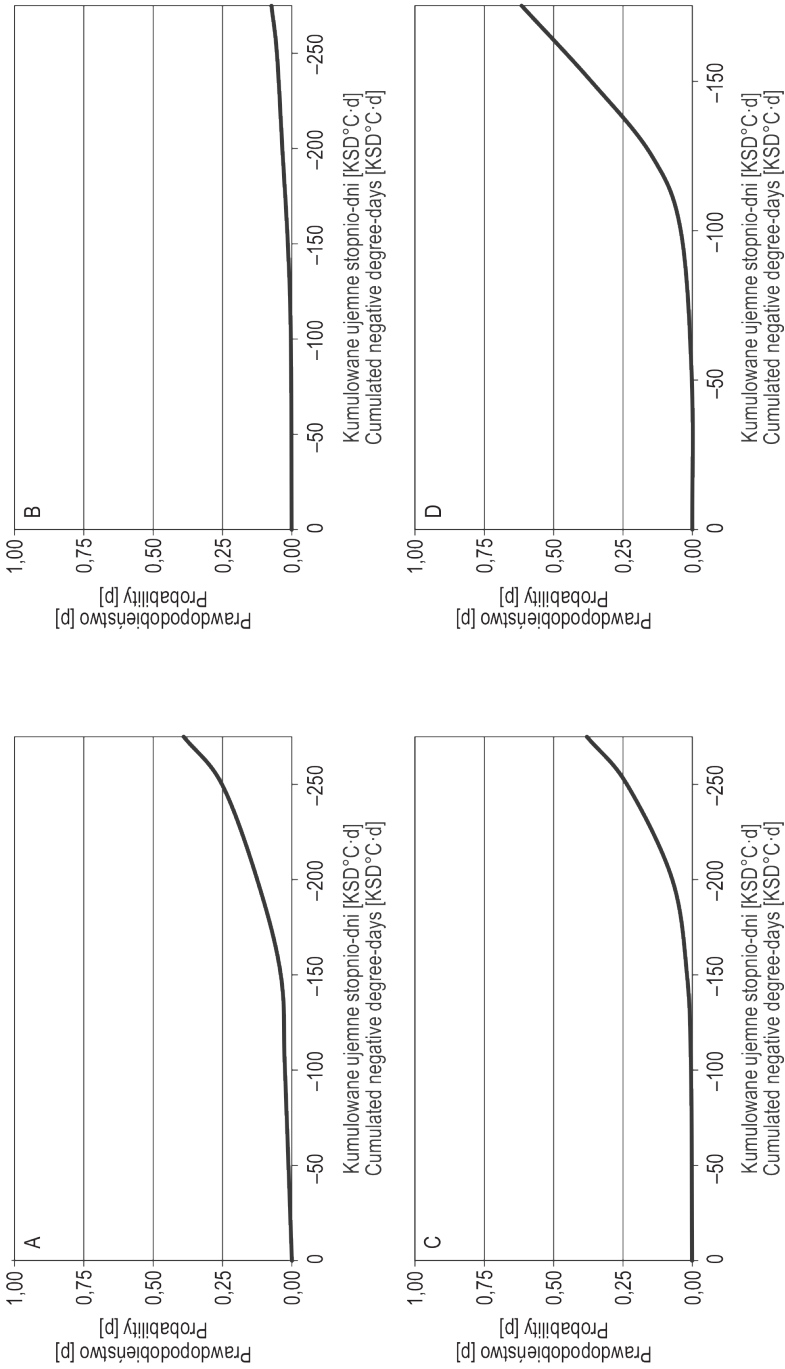 A
Prawdopodobieństwo [p]
Probability [p]
1,00
0,75
0,50
0,25
0,00
0 −50 −100 −150 −200 −250
Kumulowane ujemne stopnio-dni [KSD°C·d]
Cumulated negative degree-days [KSD°C·d]
B
Prawdopodobieństwo [p]
Probability [p]
1,00
0,75
0,50
0,25
0,00
0 −50 −100 −150 −200 −250
Kumulowane ujemne stopnio-dni [KSD°C·d]
Cumulated negative degree-days [KSD°C·d]
C
Prawdopodobieństwo [p]
Probability [p]
1,00
0,75
0,50
0,25
0,00
0 −50 −100 −150 −200 −250
Kumulowane ujemne stopnio-dni [KSD°C·d]
Cumulated negative degree-days [KSD°C·d]
D
Prawdopodobieństwo [p]
Probability [p]
1,00
0,75
0,50
0,25
0,00
0 −50 −100 −150
Kumulowane ujemne stopnio-dni [KSD°C·d]
Cumulated negative degree-days [KSD°C·d]